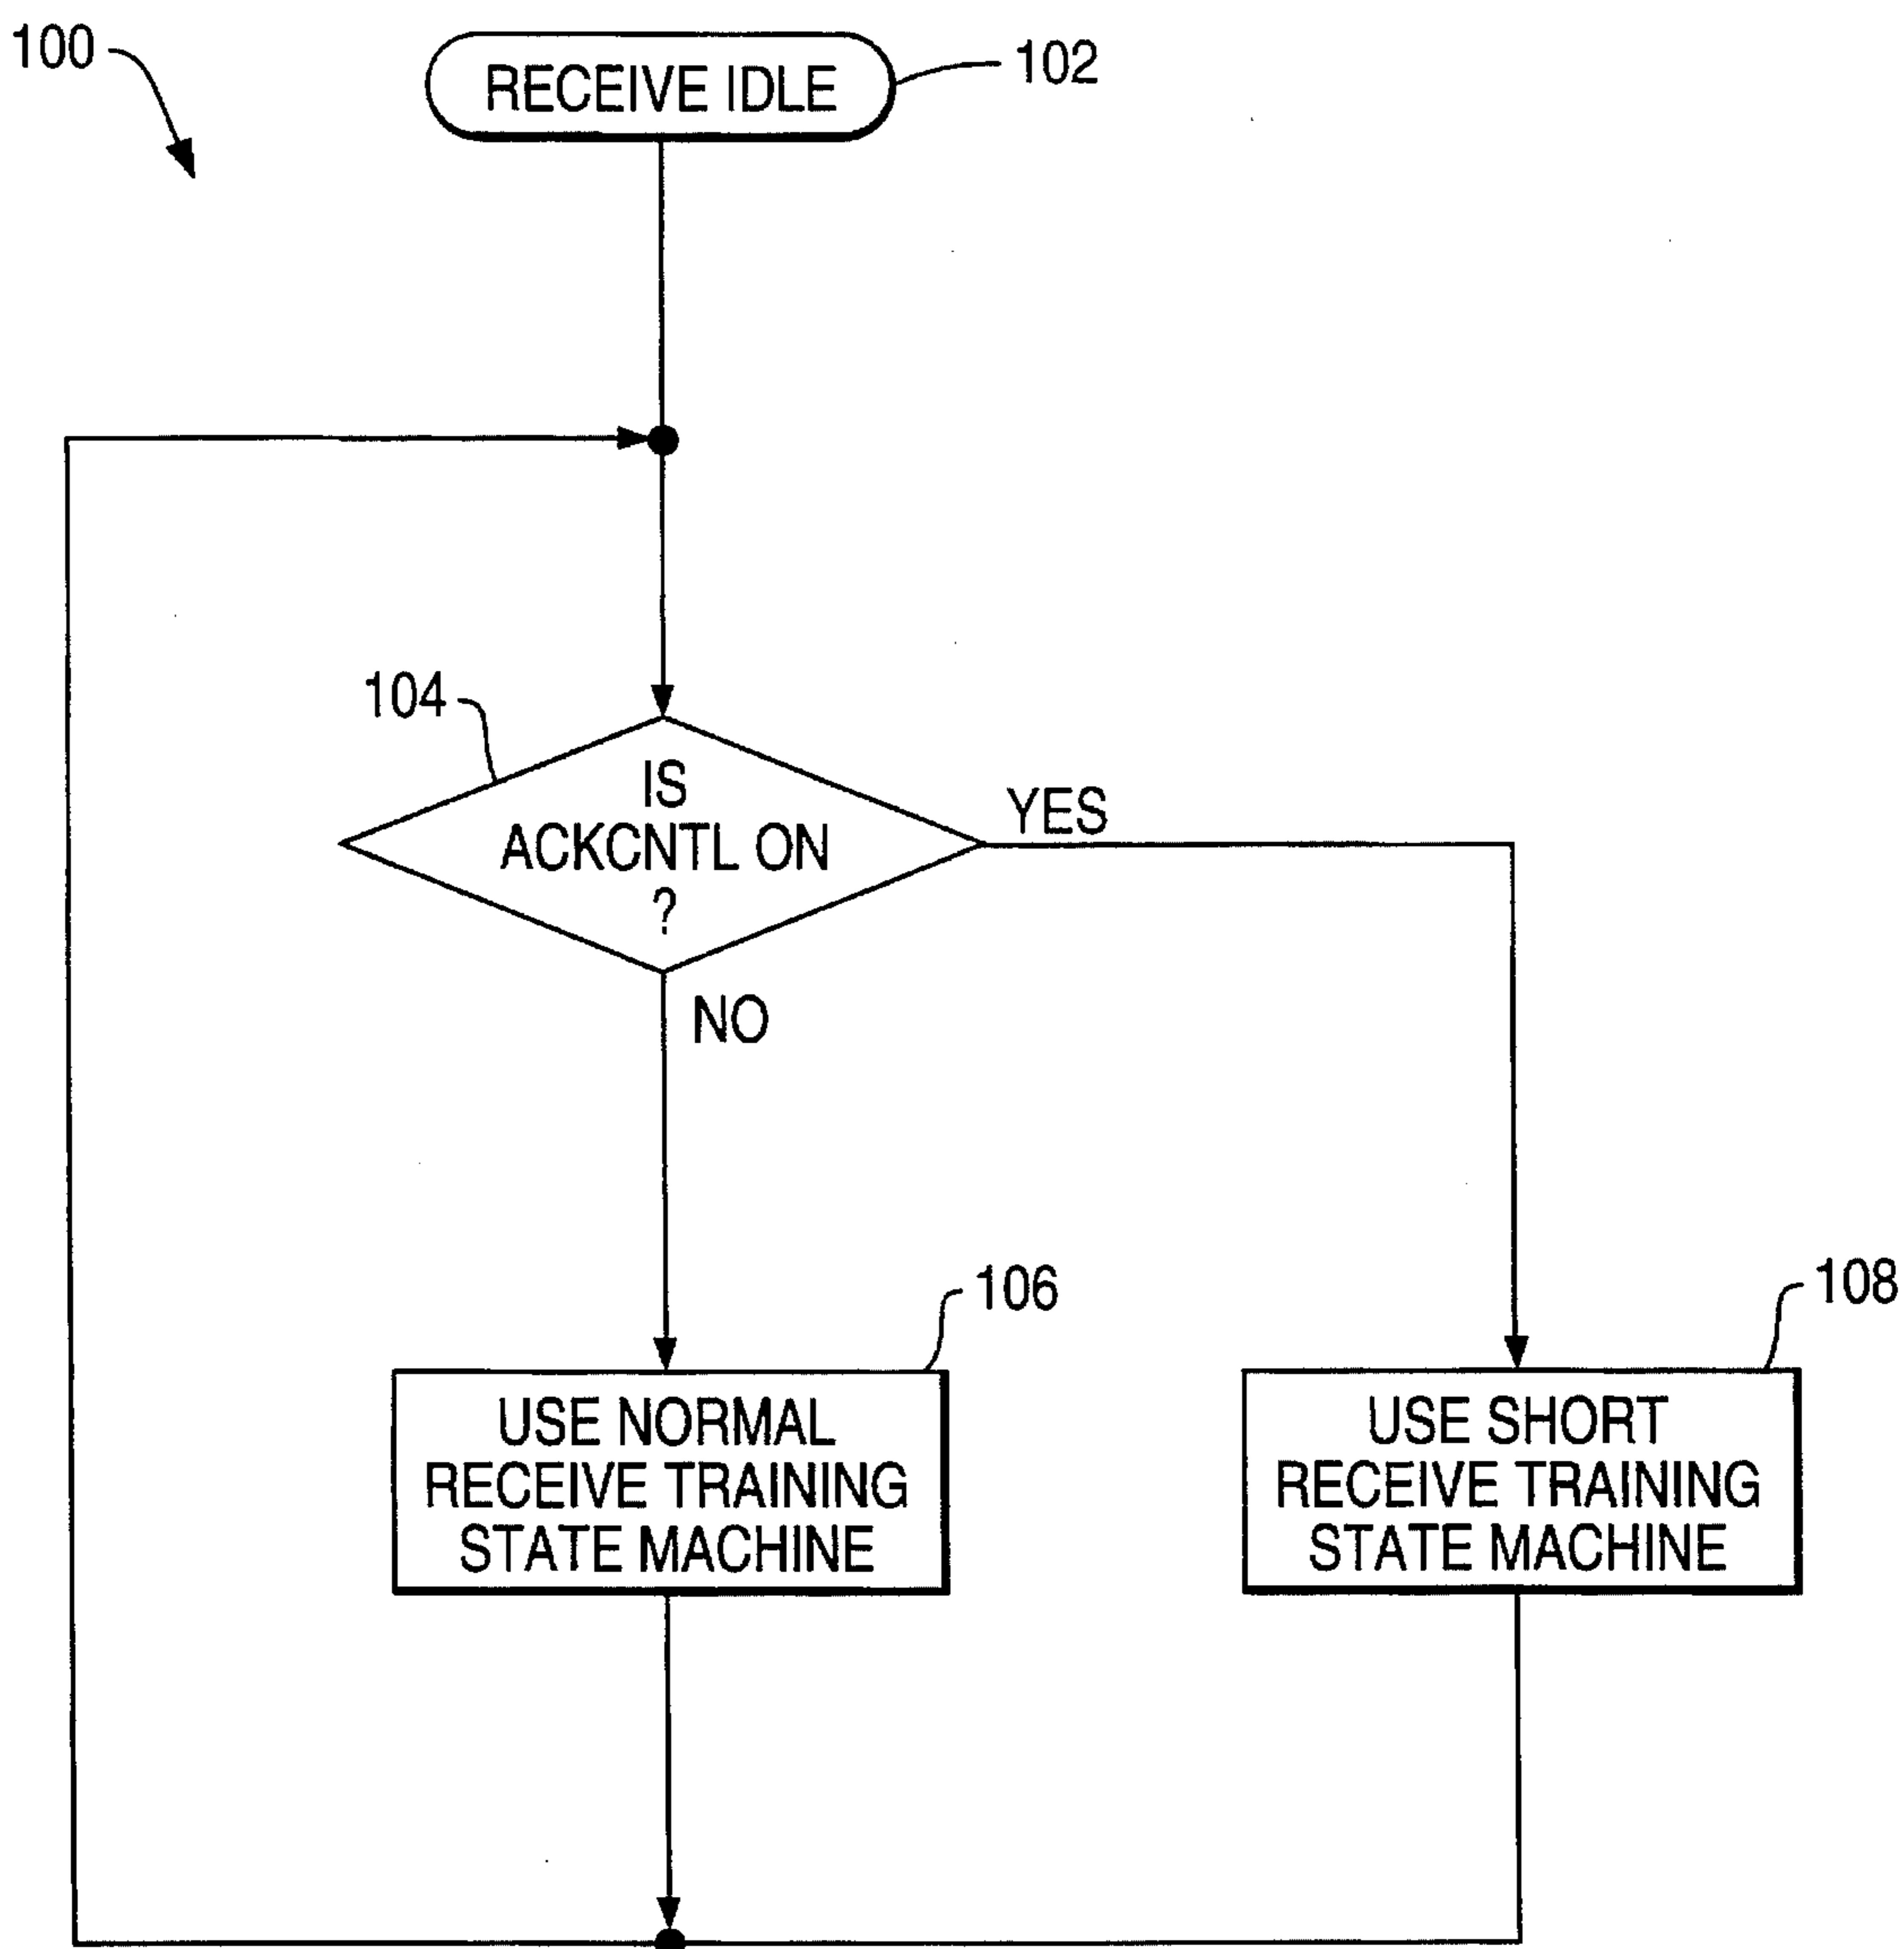 100
RECEIVE IDLE
102
104
IS
ACKCNTL ON
?
YES
NO
106
108
USE NORMAL
RECEIVE TRAINING
STATE MACHINE
USE SHORT
RECEIVE TRAINING
STATE MACHINE